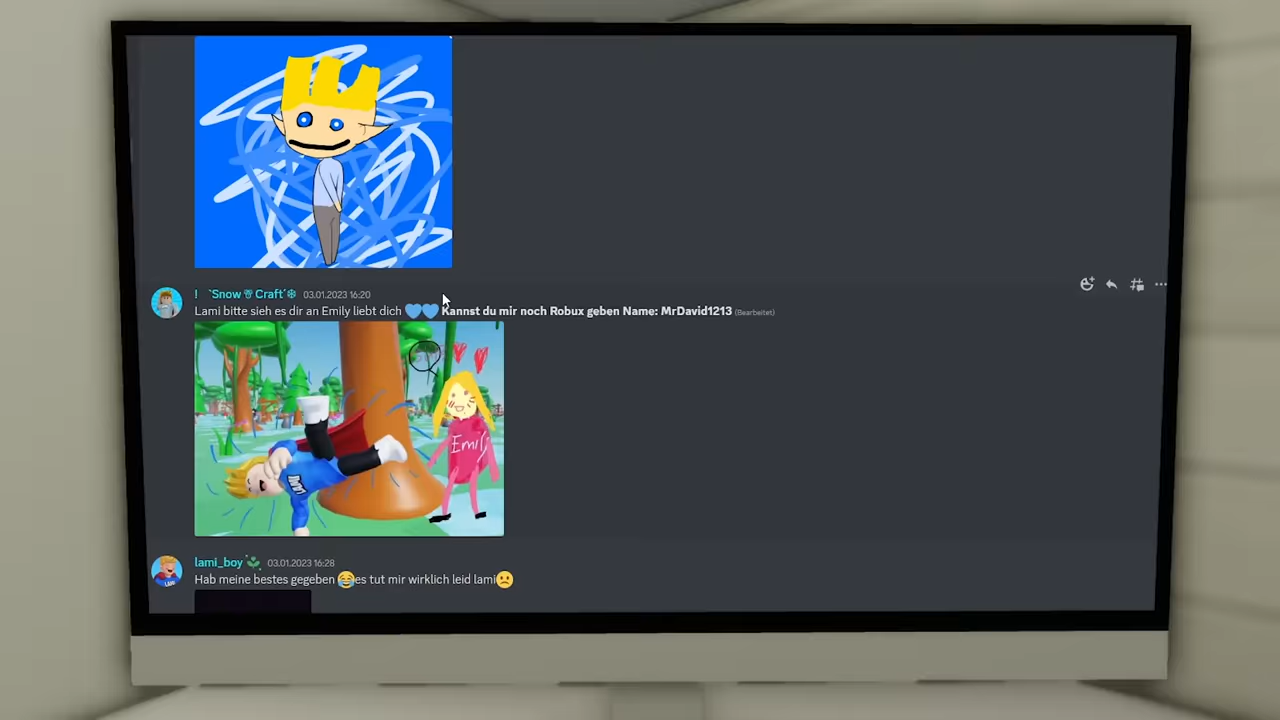 ! `Snow Craft´❄ 03.01.2023 16:20
Lami bitte sieh es dir an Emily liebt dich 💙💙 Kannst du mir noch Robux geben Name: MrDavid1213 (Bearbeitet)
Emily
lami_boy 03.01.2023 16:28
Hab meine bestes gegeben 😂es tut mir wirklich leid lami🙁